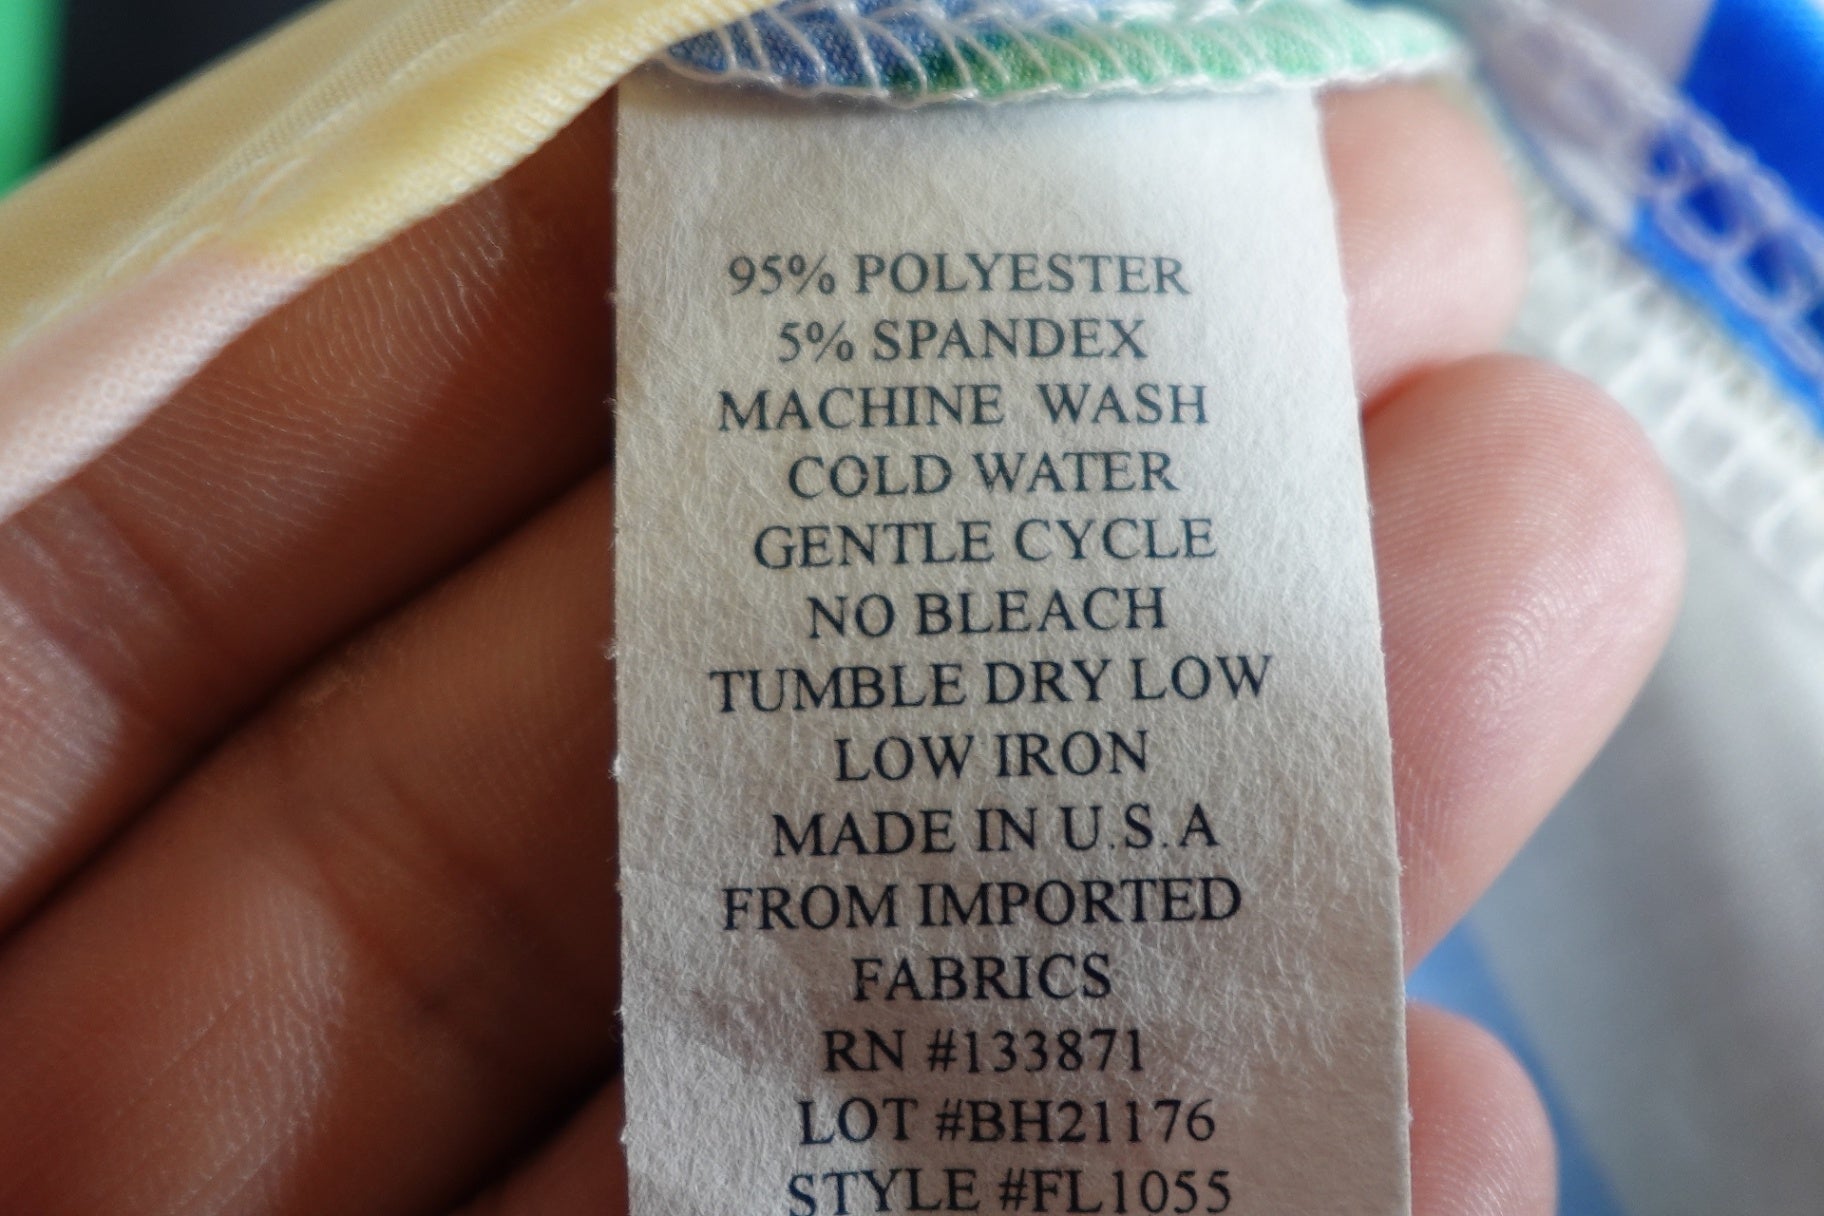 95% POLYESTER
5% SPANDEX
MACHINE WASH
COLD WATER
GENTLE CYCLE
NO BLEACH
TUMBLE DRY LOW
LOW IRON
MADE IN U.S.A
FROM IMPORTED
FABRICS
RN #133871
LOT #BH21176
STYLE #FL1055